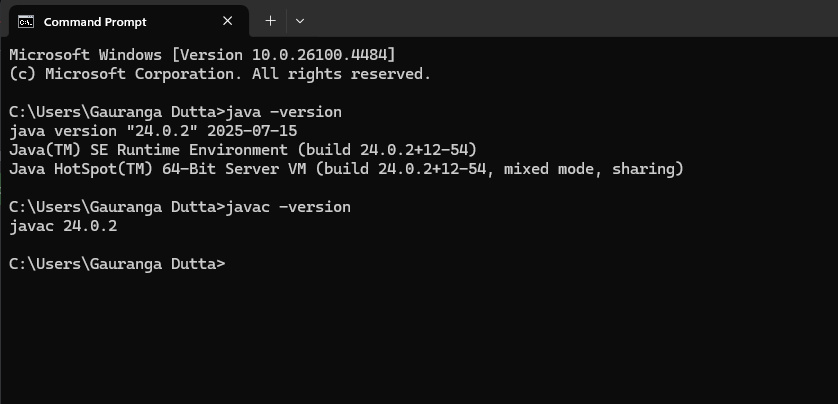 Command Prompt
Microsoft Windows [Version 10.0.26100.4484]
(c) Microsoft Corporation. All rights reserved.
C:\Users\Gauranga Dutta>java -version
java version "24.0.2" 2025-07-15
Java(TM) SE Runtime Environment (build 24.0.2+12-54)
Java HotSpot(TM) 64-Bit Server VM (build 24.0.2+12-54, mixed mode, sharing)
C:\Users\Gauranga Dutta>javac -version
javac 24.0.2
C:\Users\Gauranga Dutta>